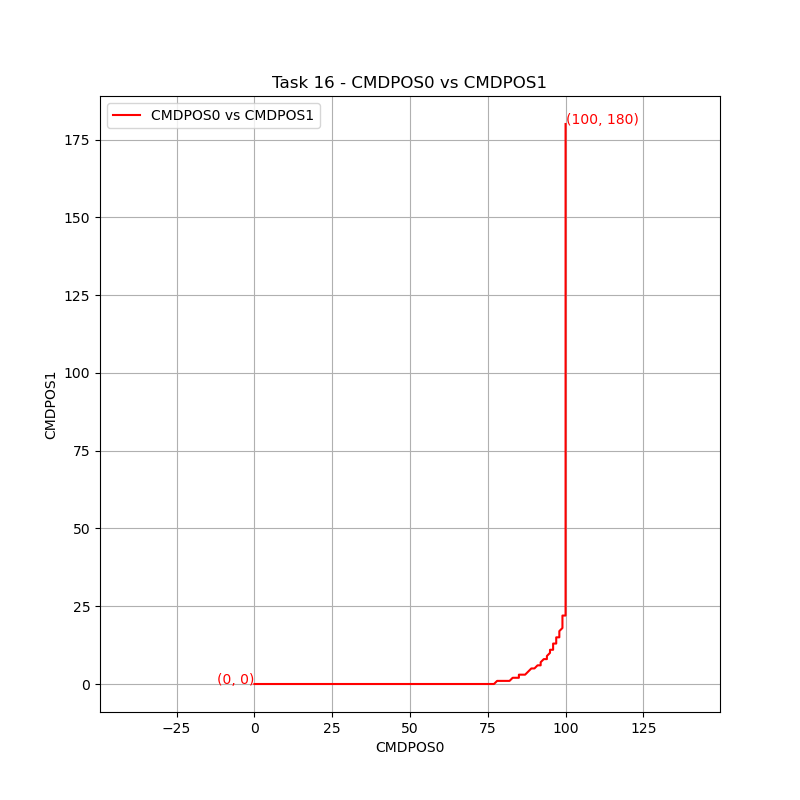 Task 16 - CMDPOS0 vs CMDPOS1
CMDPOS0 vs CMDPOS1
(100, 180)
175
150
125
100
75
50
25
0
CMDPOS1
(0, 0)
−25 0 25 50 75 100 125
CMDPOS0